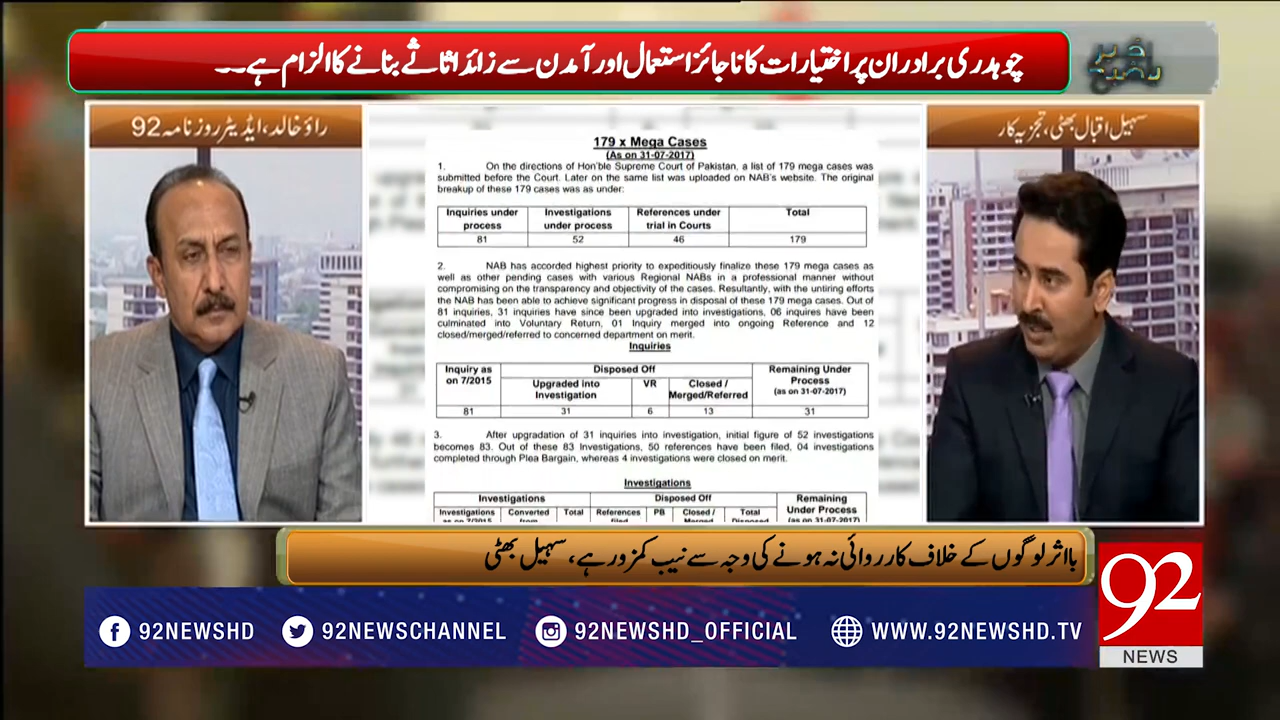 چوہدری برادران پر اختیارات کا ناجائز استعمال اور آمدن سے زائد اثاثے بنانے کا الزام ہے۔۔
سہیل اقبال بھٹی، تجزیہ کار
راؤ خالد، ایڈیٹر روزنامہ 92
179 x Mega Cases
(As on 31-07-2017)
1. On the directions of Hon'ble Supreme Court of Pakistan, a list of 179 mega cases was
submitted before the Court. Later on the same list was uploaded on NAB's website. The original
breakup of these 179 cases was as under:
Inquiries under process Investigations under process References under trial in Courts Total
81 52 46 179
2. NAB has accorded highest priority to expeditiously finalize these 179 mega cases as
well as other pending cases with various Regional NABs in a professional manner without
compromising on the transparency and objectivity of the cases. Resultantly, with the untiring efforts
the NAB has been able to achieve significant progress in disposal of these 179 mega cases. Out of
81 inquiries, 31 inquiries have since been upgraded into investigations, 06 inquires have been
culminated into Voluntary Return, 01 Inquiry merged into ongoing Reference and 12
closed/merged/referred to concerned department on merit.
Inquiries
Inquiry as on 7/2015 Disposed Off Remaining Under Process (as on 31-07-2017)
Upgraded into Investigation VR Closed / Merged/Referred
81 31 6 13 31
3. After upgradation of 31 inquiries into investigation, initial figure of 52 investigations
becomes 83. Out of these 83 Investigations, 50 references have been filed, 04 investigations
completed through Plea Bargain, whereas 4 investigations were closed on merit.
Investigations
Investigations Disposed Off Remaining Under Process (as on 31-07-2017)
Investigations as on 7/2015 Converted from Total References filed PB Closed / Merged Total Disposed
بااثر لوگوں کے خلاف کارروائی نہ ہونے کی وجہ سے نیب کمزور ہے، سہیل بھٹی
92
NEWS
92NEWSHD 92NEWSCHANNEL 92NEWSHD_OFFICIAL WWW.92NEWSHD.TV